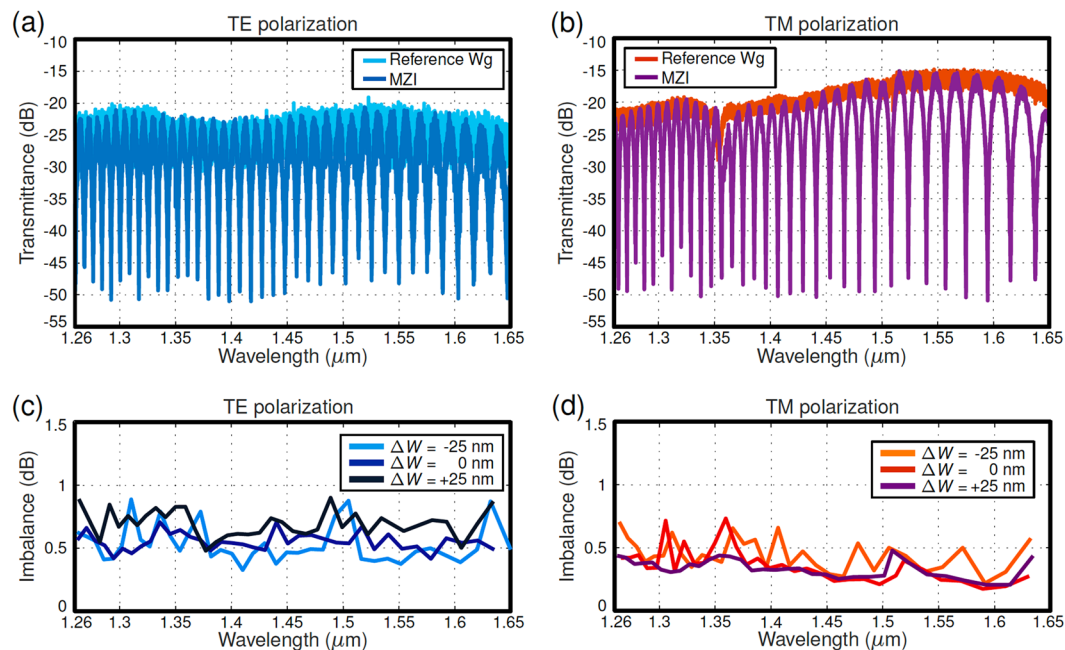 (a)
TE polarization
Reference Wg
MZI
Transmittance (dB)
-10
-15
-20
-25
-30
-35
-40
-45
-50
-55
1.26
1.3
1.35
1.4
1.45
1.5
1.55
1.6
1.65
Wavelength (μm)
(b)
TM polarization
Reference Wg
MZI
Transmittance (dB)
-10
-15
-20
-25
-30
-35
-40
-45
-50
-55
1.26
1.3
1.35
1.4
1.45
1.5
1.55
1.6
1.65
Wavelength (μm)
(c)
TE polarization
ΔW = -25 nm
ΔW = 0 nm
ΔW = +25 nm
Imbalance (dB)
1.5
1
0.5
0
1.26
1.3
1.35
1.4
1.45
1.5
1.55
1.6
1.65
Wavelength (μm)
(d)
TM polarization
ΔW = -25 nm
ΔW = 0 nm
ΔW = +25 nm
Imbalance (dB)
1.5
1
0.5
0
1.26
1.3
1.35
1.4
1.45
1.5
1.55
1.6
1.65
Wavelength (μm)